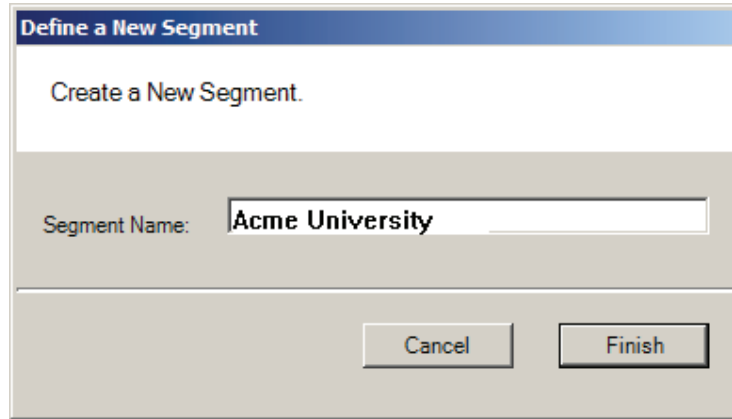 Define a New Segment
Create a New Segment.
Segment Name: Acme University
Cancel Finish